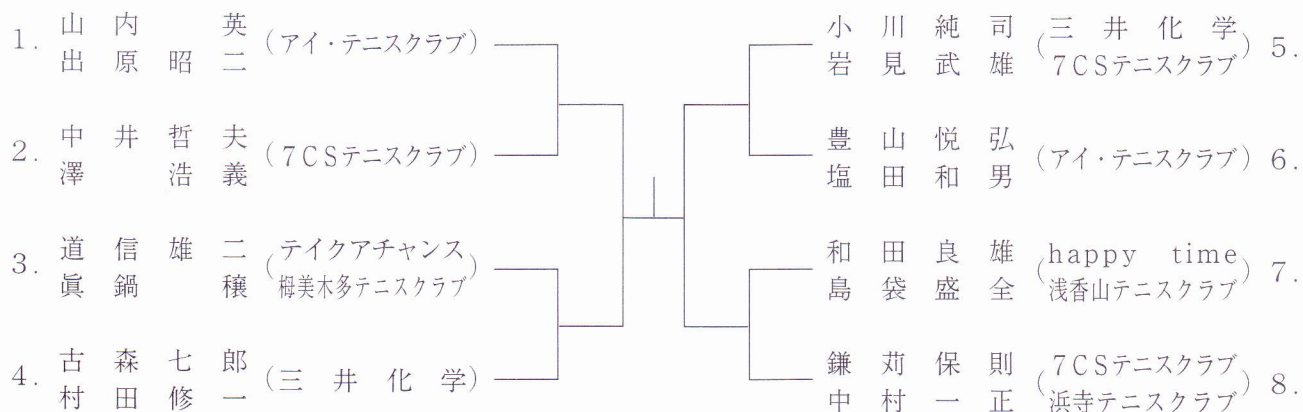 1. 山内 英 (アイ・テニスクラブ)
出原昭二
2. 中井哲夫 (7CSテニスクラブ)
澤 浩義
3. 道信雄二 (テイクアチャンス
眞鍋 穣 栂美木多テニスクラブ)
4. 古森七郎 (三井化学)
村田修一
小川純司 (三井化学 5.
岩見武雄 7CSテニスクラブ)
豊山悦弘 (アイ・テニスクラブ) 6.
塩田和男
和田良雄 (happy time 7.
島袋盛全 浅香山テニスクラブ)
鎌苅保則 (7CSテニスクラブ 8.
中村一正 浜寺テニスクラブ)